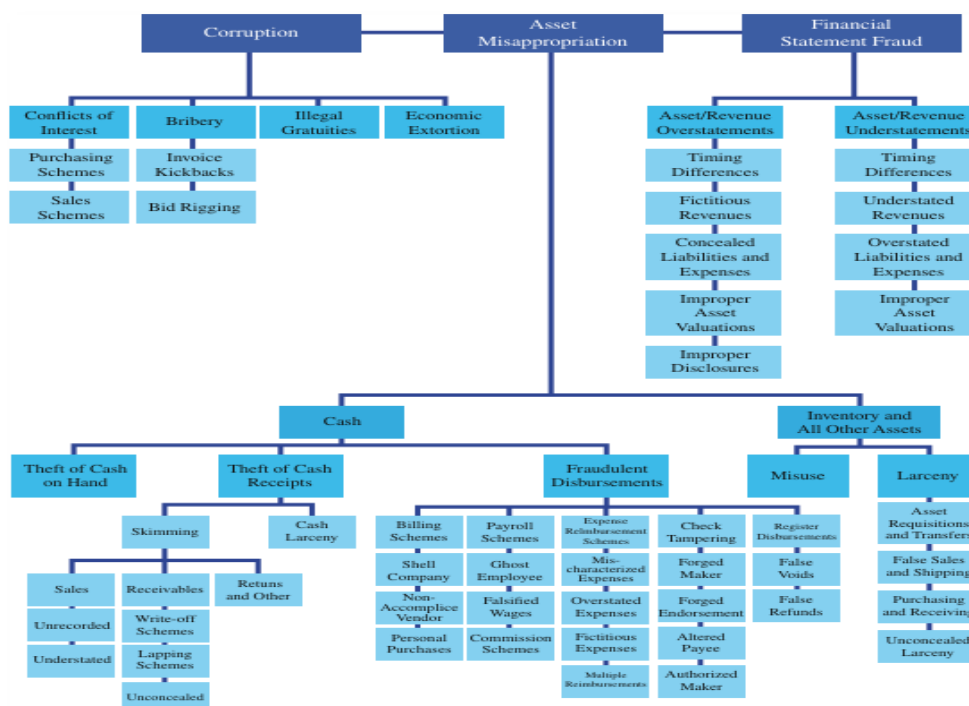 Corruption
Asset
Misappropriation
Financial
Statement Fraud
Conflicts of
Interest
Purchasing
Schemes
Sales
Schemes
Bribery
Invoice
Kickbacks
Bid Rigging
Illegal
Gratuities
Economic
Extortion
Asset/Revenue
Overstatements
Timing
Differences
Fictitious
Revenues
Concealed
Liabilities and
Expenses
Improper
Asset
Valuations
Improper
Disclosures
Asset/Revenue
Understatements
Timing
Differences
Understated
Revenues
Overstated
Liabilities and
Expenses
Improper
Asset
Valuations
Cash
Inventory and
All Other Assets
Theft of Cash
on Hand
Theft of Cash
Receipts
Fraudulent
Disbursements
Misuse
Larceny
Skimming
Cash
Larceny
Sales
Unrecorded
Understated
Receivables
Write-off
Schemes
Lapping
Schemes
Unconcealed
Retuns
and Other
Billing
Schemes
Shell
Company
Non-
Accomplice
Vendor
Personal
Purchases
Payroll
Schemes
Ghost
Employee
Falsified
Wages
Commission
Schemes
Expense
Reimbursement
Schemes
Mis-
characterized
Expenses
Overstated
Expenses
Fictitious
Expenses
Multiple
Reimbursements
Check
Tampering
Forged
Maker
Forged
Endorsement
Altered
Payee
Authorized
Maker
Register
Disbursements
False
Voids
False
Refunds
Asset
Requisitions
and Transfers
False Sales
and Shipping
Purchasing
and Receiving
Unconcealed
Larceny